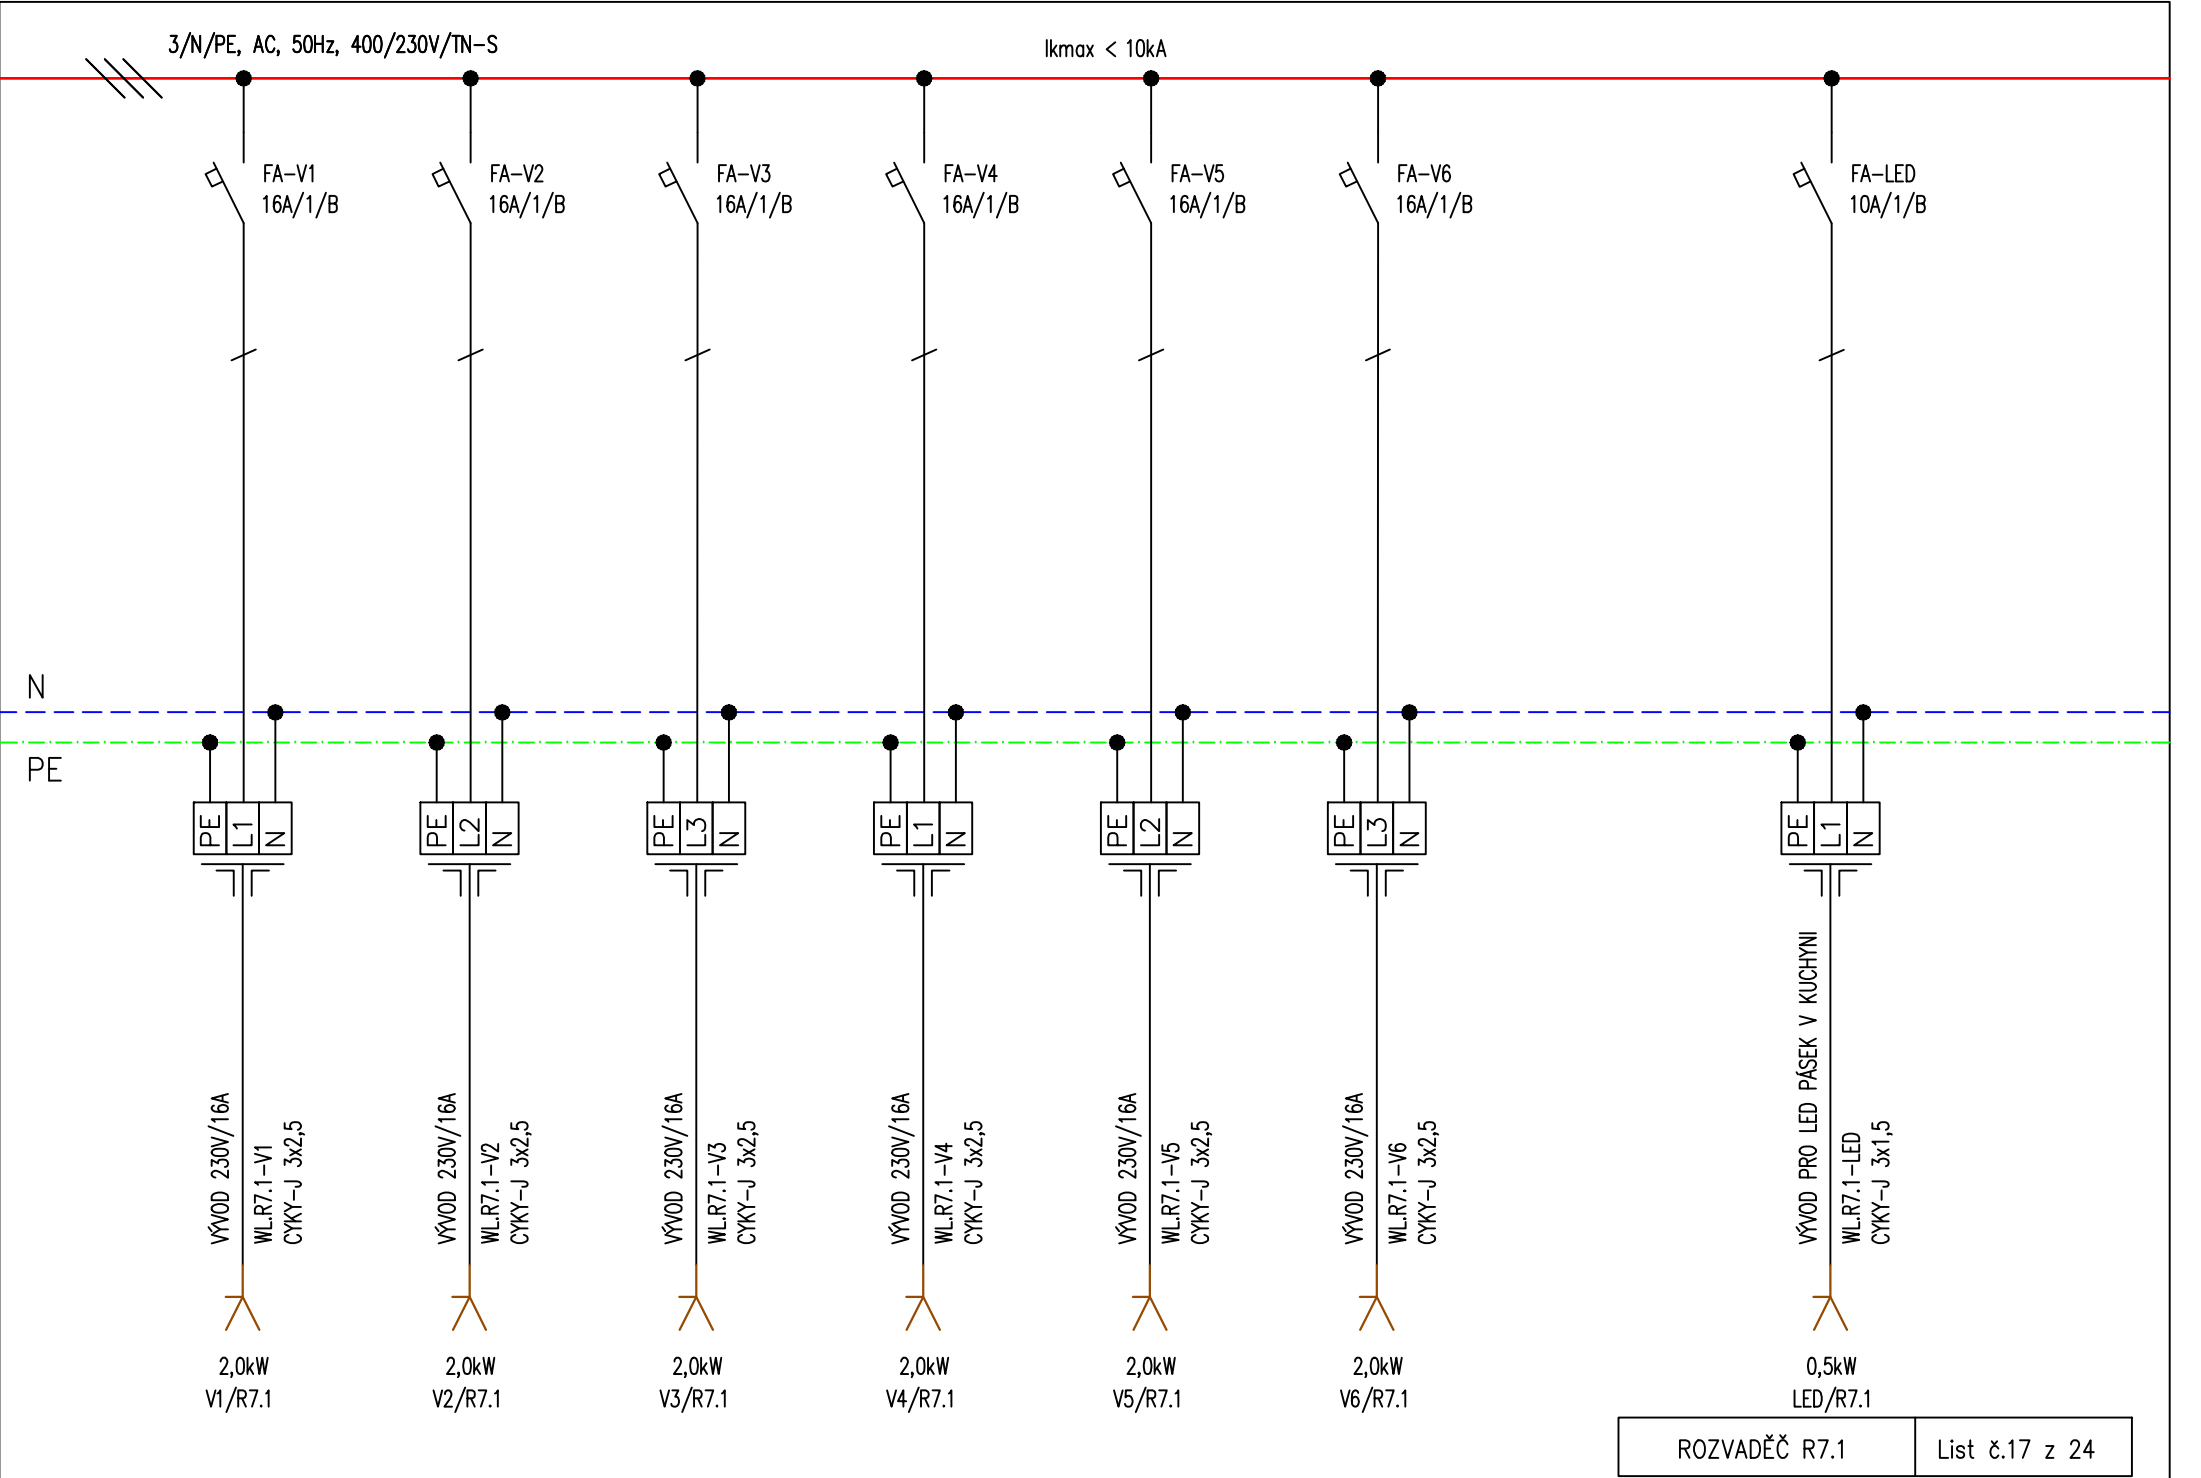 3/N/PE, AC, 50Hz, 400/230V/TN-S
Ikmax < 10kA
FA-V1
16A/1/B
FA-V2
16A/1/B
FA-V3
16A/1/B
FA-V4
16A/1/B
FA-V5
16A/1/B
FA-V6
16A/1/B
FA-LED
10A/1/B
N
PE
PE L1 N
PE L2 N
PE L3 N
PE L1 N
PE L2 N
PE L3 N
PE L1 N
VÝVOD 230V/16A
WL.R7.1-V1
CYKY-J 3x2,5
VÝVOD 230V/16A
WL.R7.1-V2
CYKY-J 3x2,5
VÝVOD 230V/16A
WL.R7.1-V3
CYKY-J 3x2,5
VÝVOD 230V/16A
WL.R7.1-V4
CYKY-J 3x2,5
VÝVOD 230V/16A
WL.R7.1-V5
CYKY-J 3x2,5
VÝVOD 230V/16A
WL.R7.1-V6
CYKY-J 3x2,5
VÝVOD PRO LED PÁSEK V KUCHYNI
WL.R7.1-LED
CYKY-J 3x1,5
2,0kW
V1/R7.1
2,0kW
V2/R7.1
2,0kW
V3/R7.1
2,0kW
V4/R7.1
2,0kW
V5/R7.1
2,0kW
V6/R7.1
0,5kW
LED/R7.1
ROZVADĚČ R7.1
List č.17 z 24